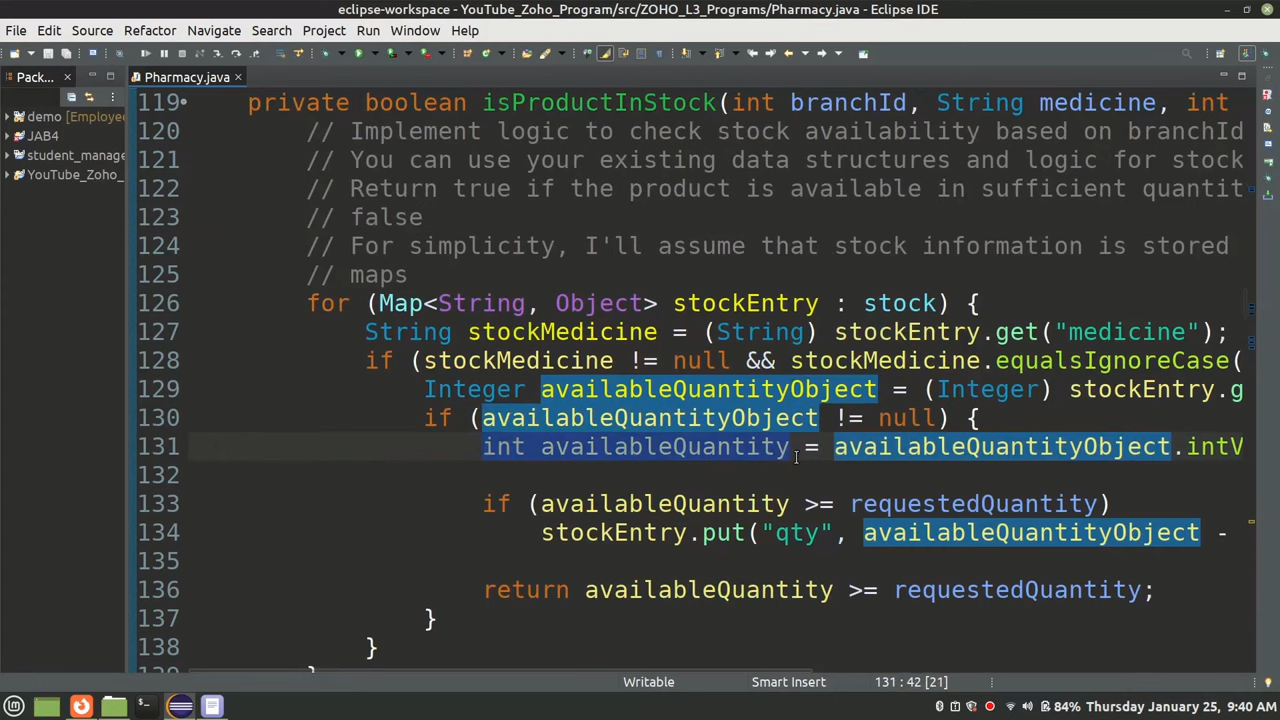 eclipse-workspace - YouTube_Zoho_Program/src/ZOHO_L3_Programs/Pharmacy.java - Eclipse IDE
File Edit Source Refactor Navigate Search Project Run Window Help
Pack... Pharmacy.java
demo [Employee
JAB4
student_manage
YouTube_Zoho_
119 private boolean isProductInStock(int branchId, String medicine, int
120 // Implement logic to check stock availability based on branchId
121 // You can use your existing data structures and logic for stock
122 // Return true if the product is available in sufficient quantit
123 // false
124 // For simplicity, I'll assume that stock information is stored
125 // maps
126 for (Map<String, Object> stockEntry : stock) {
127 String stockMedicine = (String) stockEntry.get("medicine");
128 if (stockMedicine != null && stockMedicine.equalsIgnoreCase(
129 Integer availableQuantityObject = (Integer) stockEntry.g
130 if (availableQuantityObject != null) {
131 int availableQuantity = availableQuantityObject.intV
132
133 if (availableQuantity >= requestedQuantity)
134 stockEntry.put("qty", availableQuantityObject -
135
136 return availableQuantity >= requestedQuantity;
137 }
138 }
Writable Smart Insert 131 : 42 [21]
84% Thursday January 25, 9:40 AM